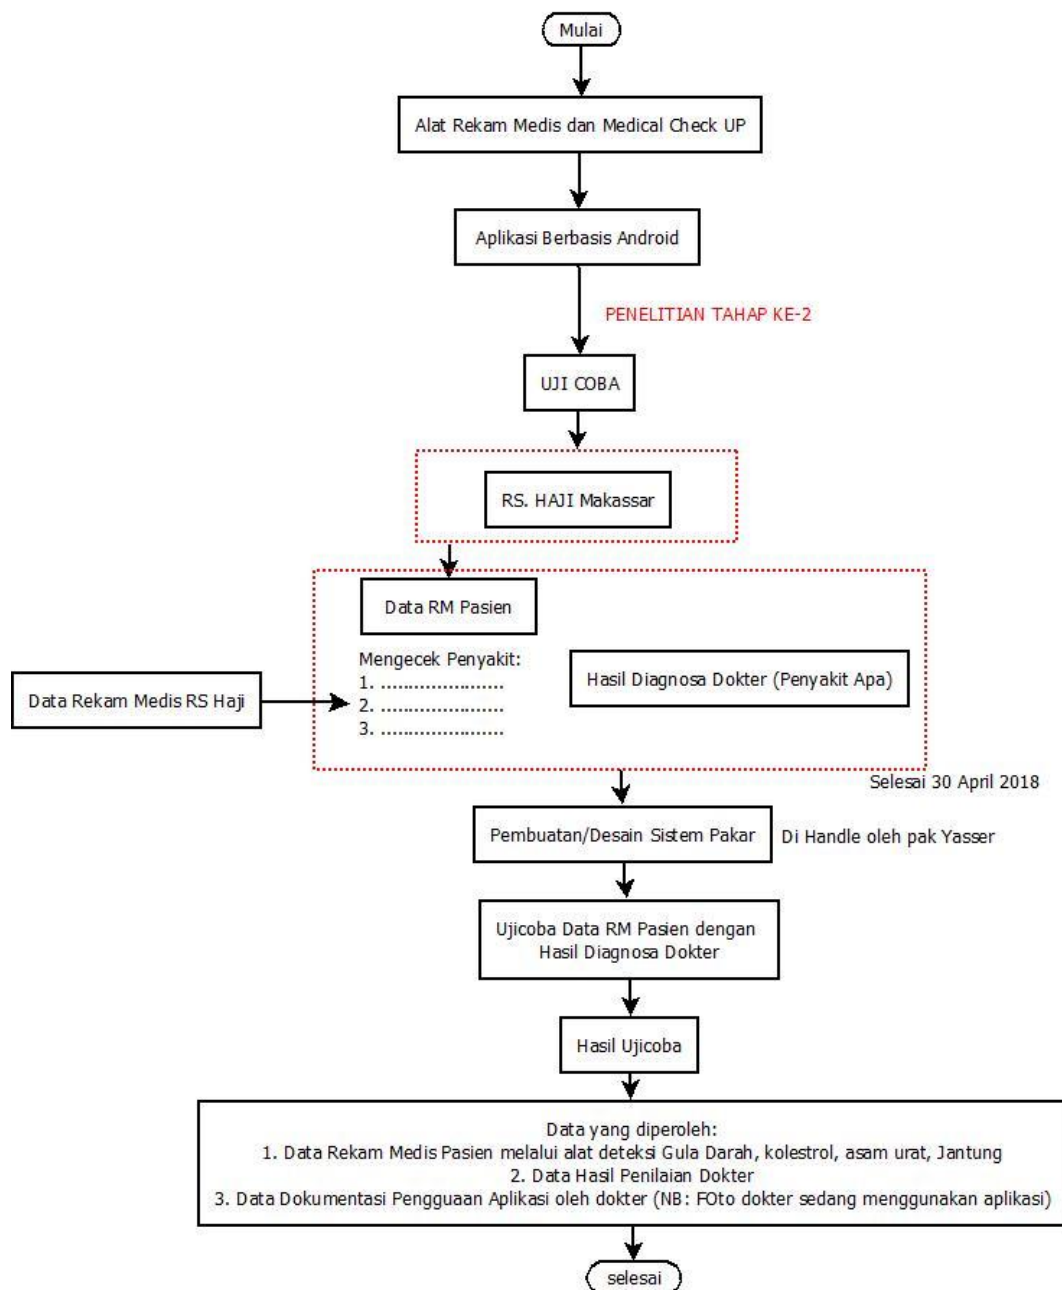 Mulai
Alat Rekam Medis dan Medical Check UP
Aplikasi Berbasis Android
PENELITIAN TAHAP KE-2
UJI COBA
RS. HAJI Makassar
Data RM Pasien
Mengecek Penyakit:
1. ......................
2. ......................
3. ......................
Hasil Diagnosa Dokter (Penyakit Apa)
Data Rekam Medis RS Haji
Selesai 30 April 2018
Pembuatan/Desain Sistem Pakar
Di Handle oleh pak Yasser
Ujicoba Data RM Pasien dengan
Hasil Diagnosa Dokter
Hasil Ujicoba
Data yang diperoleh:
1. Data Rekam Medis Pasien melalui alat deteksi Gula Darah, kolestrol, asam urat, Jantung
2. Data Hasil Penilaian Dokter
3. Data Dokumentasi Pengguaan Aplikasi oleh dokter (NB: FOto dokter sedang menggunakan aplikasi)
selesai